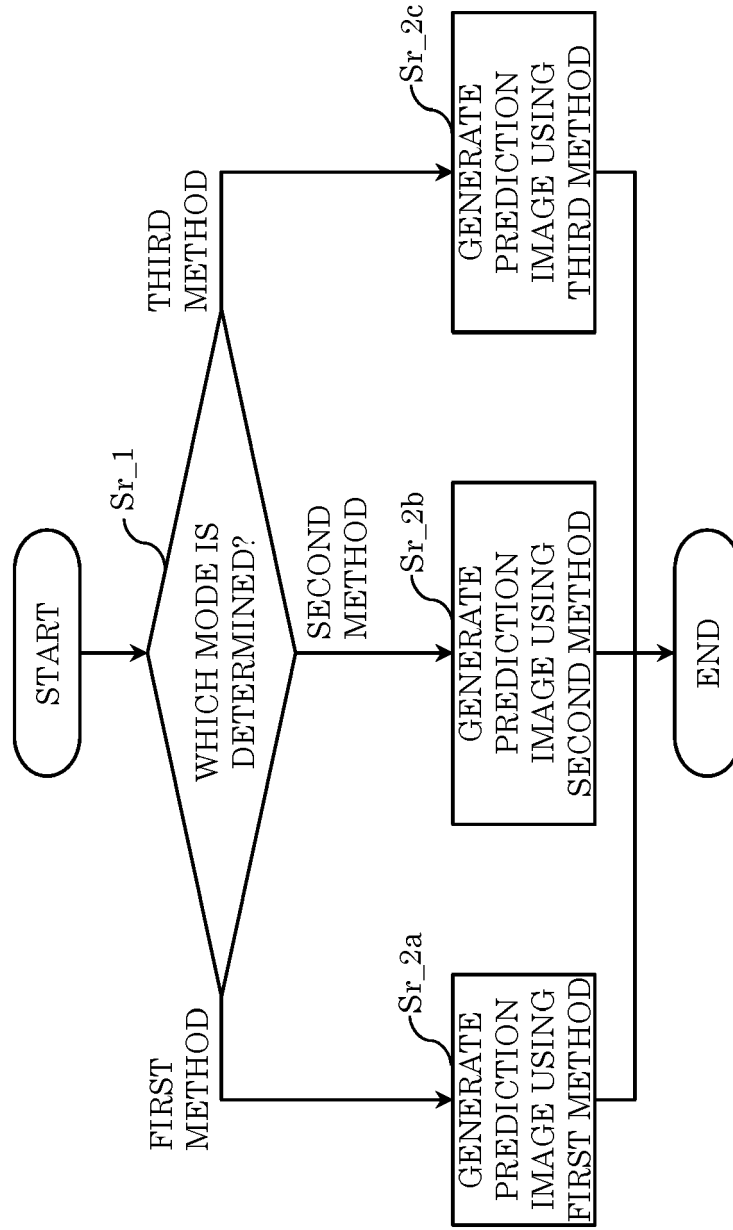 START
Sr_1
WHICH MODE IS
DETERMINED?
FIRST
METHOD
SECOND
METHOD
THIRD
METHOD
Sr_2a
GENERATE
PREDICTION
IMAGE USING
FIRST METHOD
Sr_2b
GENERATE
PREDICTION
IMAGE USING
SECOND METHOD
Sr_2c
GENERATE
PREDICTION
IMAGE USING
THIRD METHOD
END